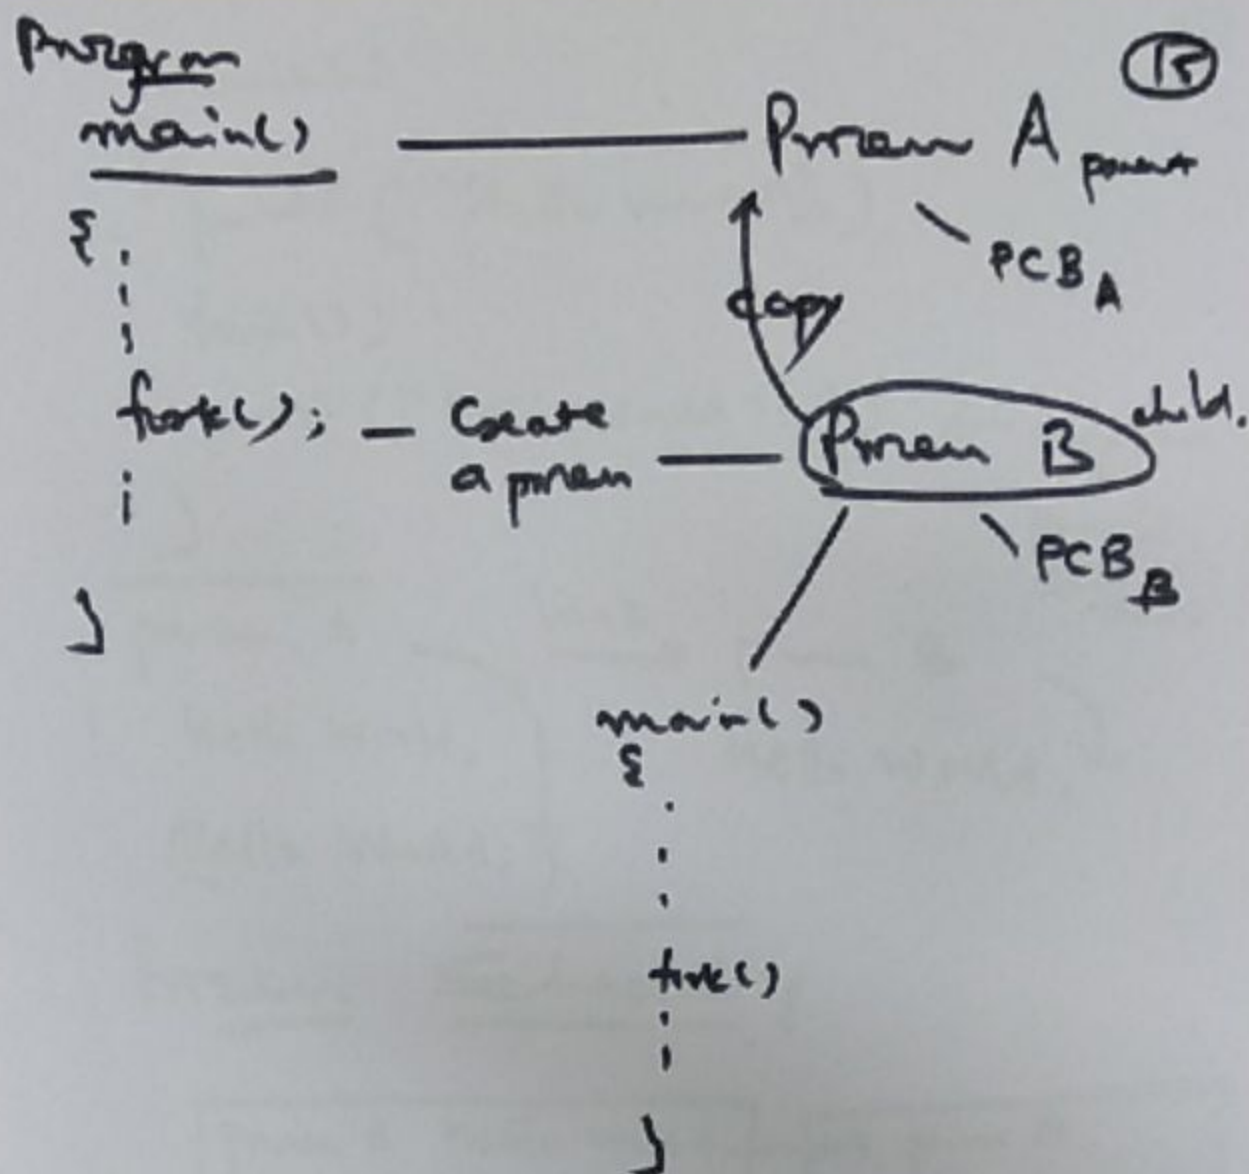 Program
15
main() Process A parent
{
PCB A
copy
fork(); - Create a process Process B child.
PCB B
}
main()
{
fork()
}